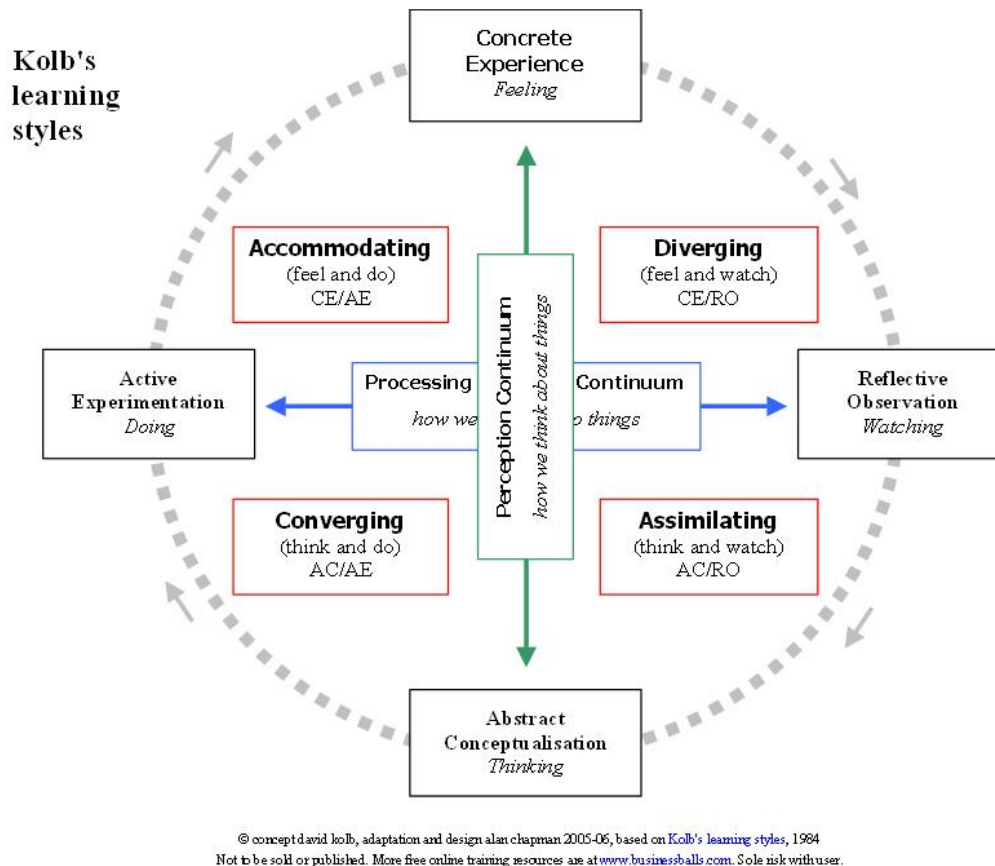 Kolb's
learning
styles
Concrete
Experience
Feeling
Accommodating
(feel and do)
CE/AE
Diverging
(feel and watch)
CE/RO
Perception Continuum
how we think about things
Active
Experimentation
Doing
Processing Continuum
how we o things
Reflective
Observation
Watching
Converging
(think and do)
AC/AE
Assimilating
(think and watch)
AC/RO
Abstract
Conceptualisation
Thinking
© concept david kolb, adaptation and design alan chapman 2005-06, based on Kolb's learning styles, 1984
Not to be sold or published. More free online training resources are at www.businessballs.com. Sole risk with user.